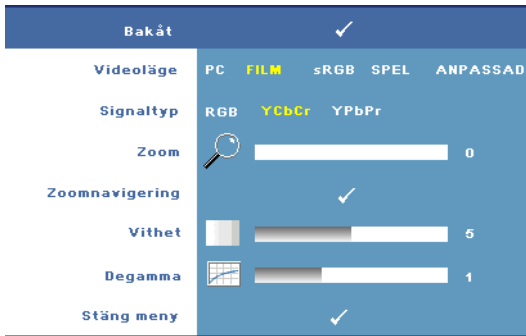 Bakåt
Videoläge PC FILM sRGB SPEL ANPASSAD
Signaltyp RGB YCbCr YPbPr
Zoom 0
Zoomnavigering
Vithet 5
Degamma 1
Stäng meny